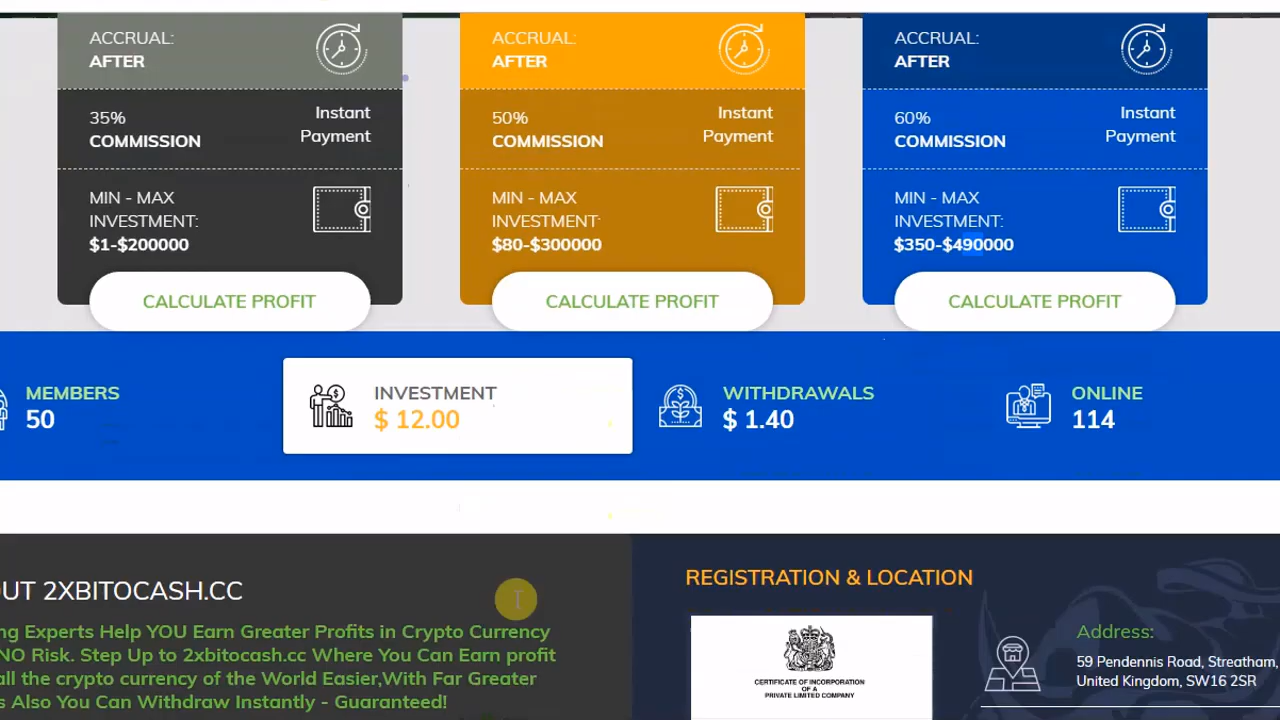 ACCRUAL:
AFTER
35%
COMMISSION
Instant
Payment
MIN - MAX
INVESTMENT:
$1-$200000
CALCULATE PROFIT
ACCRUAL:
AFTER
50%
COMMISSION
Instant
Payment
MIN - MAX
INVESTMENT:
$80-$300000
CALCULATE PROFIT
ACCRUAL:
AFTER
60%
COMMISSION
Instant
Payment
MIN - MAX
INVESTMENT:
$350-$490000
CALCULATE PROFIT
MEMBERS
50
INVESTMENT
$ 12.00
WITHDRAWALS
$ 1.40
ONLINE
114
UT 2XBITOCASH.CC
ng Experts Help YOU Earn Greater Profits in Crypto Currency
NO Risk. Step Up to 2xbitocash.cc Where You Can Earn profit
all the crypto currency of the World Easier,With Far Greater
s Also You Withdraw Instantly - Guaranteed!
REGISTRATION & LOCATION
CERTIFICATE OF INCORPORATION
OF A
PRIVATE LIMITED COMPANY
Address:
59 Pendennis Road, Streatham,
United Kingdom, SW16 2SR